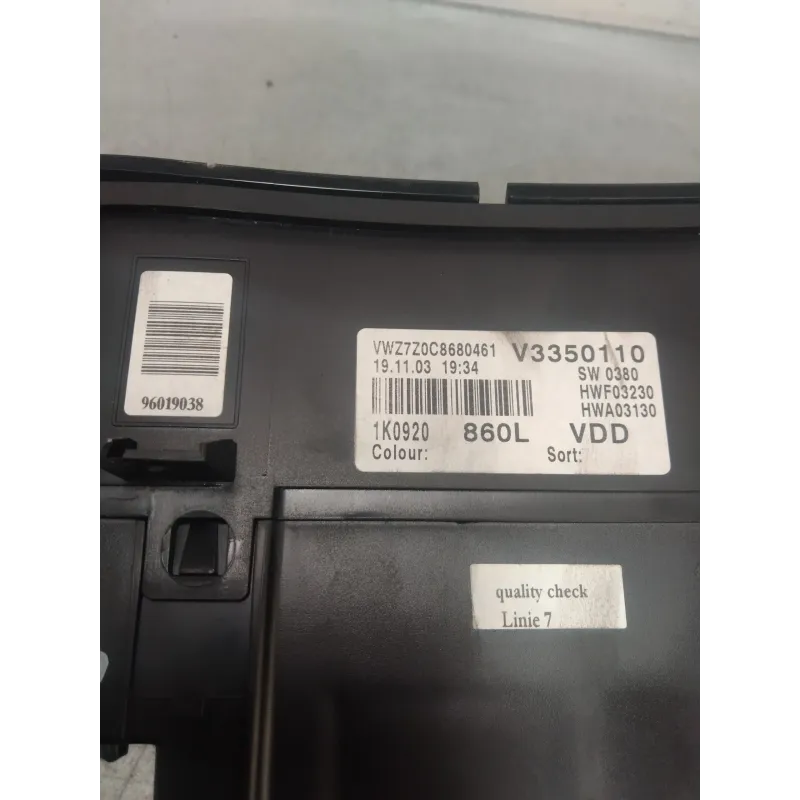 96019038
VWZ7Z0C8680461 V3350110
19.11.03 19:34 SW 0380
HWF03230
HWA03130
1K0920 860L VDD
Colour: Sort:
quality check
Linie 7